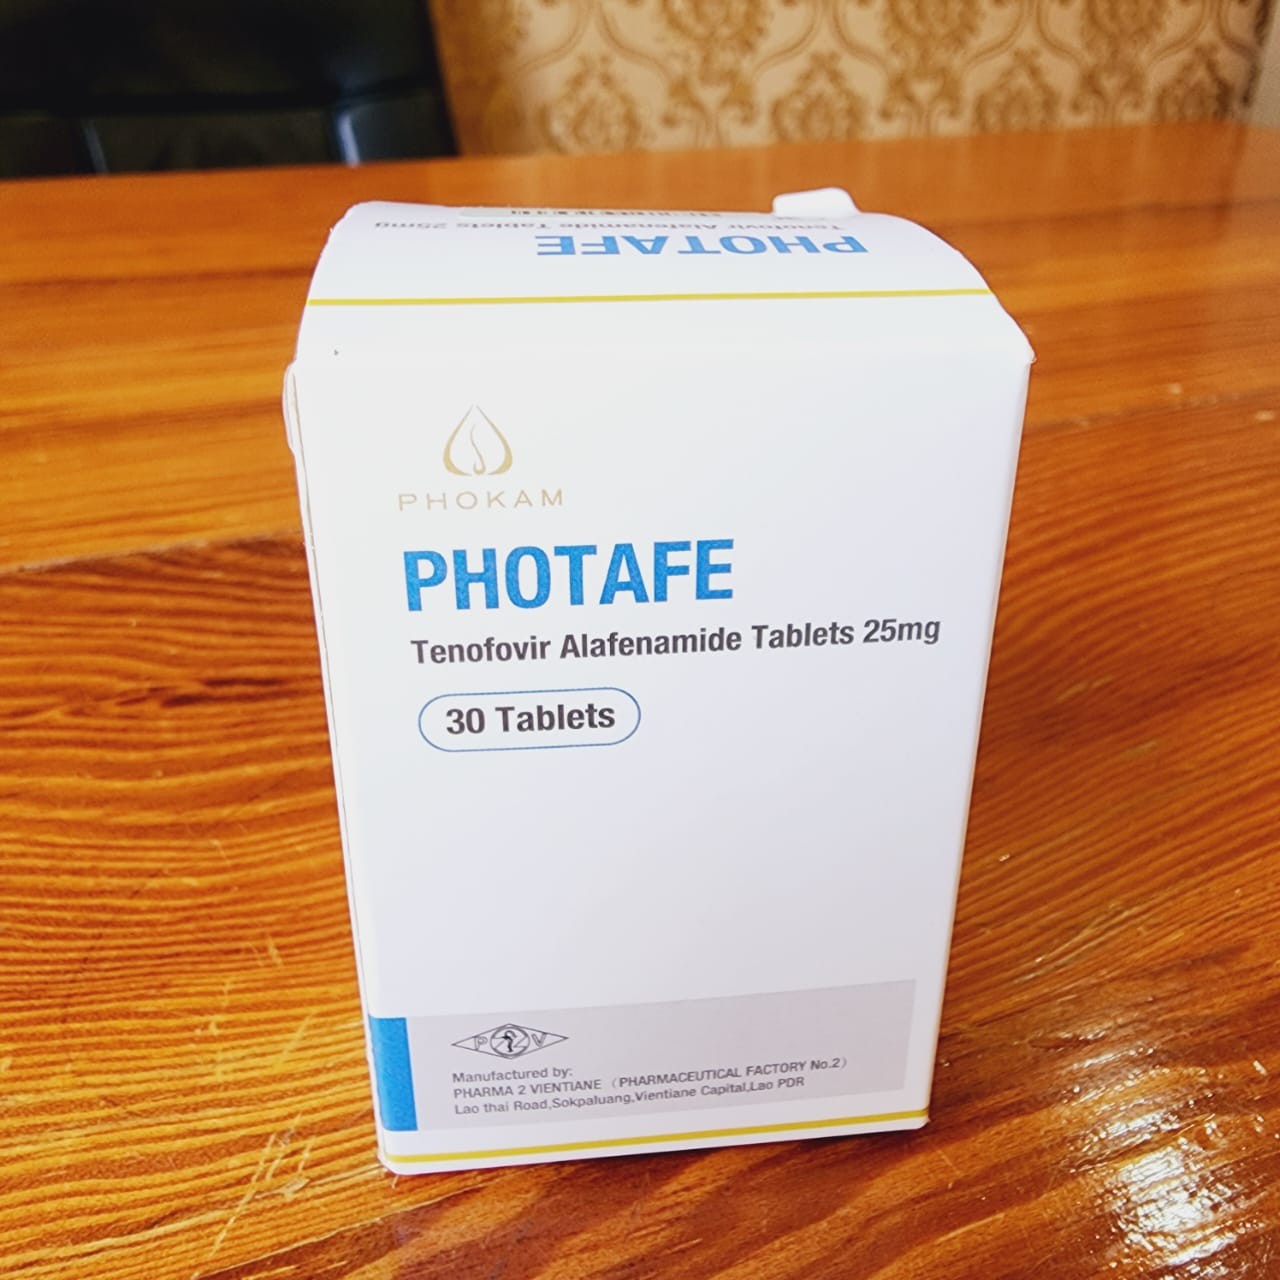 Tenofovir Alafenamide Tablets 25mg
PHOTAFE
PHOKAM
PHOTAFE
Tenofovir Alafenamide Tablets 25mg
30 Tablets
P V
Manufactured by:
PHARMA 2 VIENTIANE (PHARMACEUTICAL FACTORY No.2)
Lao thai Road,Sokpaluang,Vientiane Capital,Lao PDR